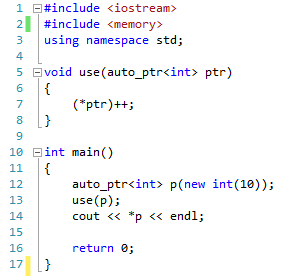 1 #include <iostream>
2 #include <memory>
3 using namespace std;
4
5 void use(auto_ptr<int> ptr)
6 {
7     (*ptr)++;
8 }
9
10 int main()
11 {
12     auto_ptr<int> p(new int(10));
13     use(p);
14     cout << *p << endl;
15
16     return 0;
17 }